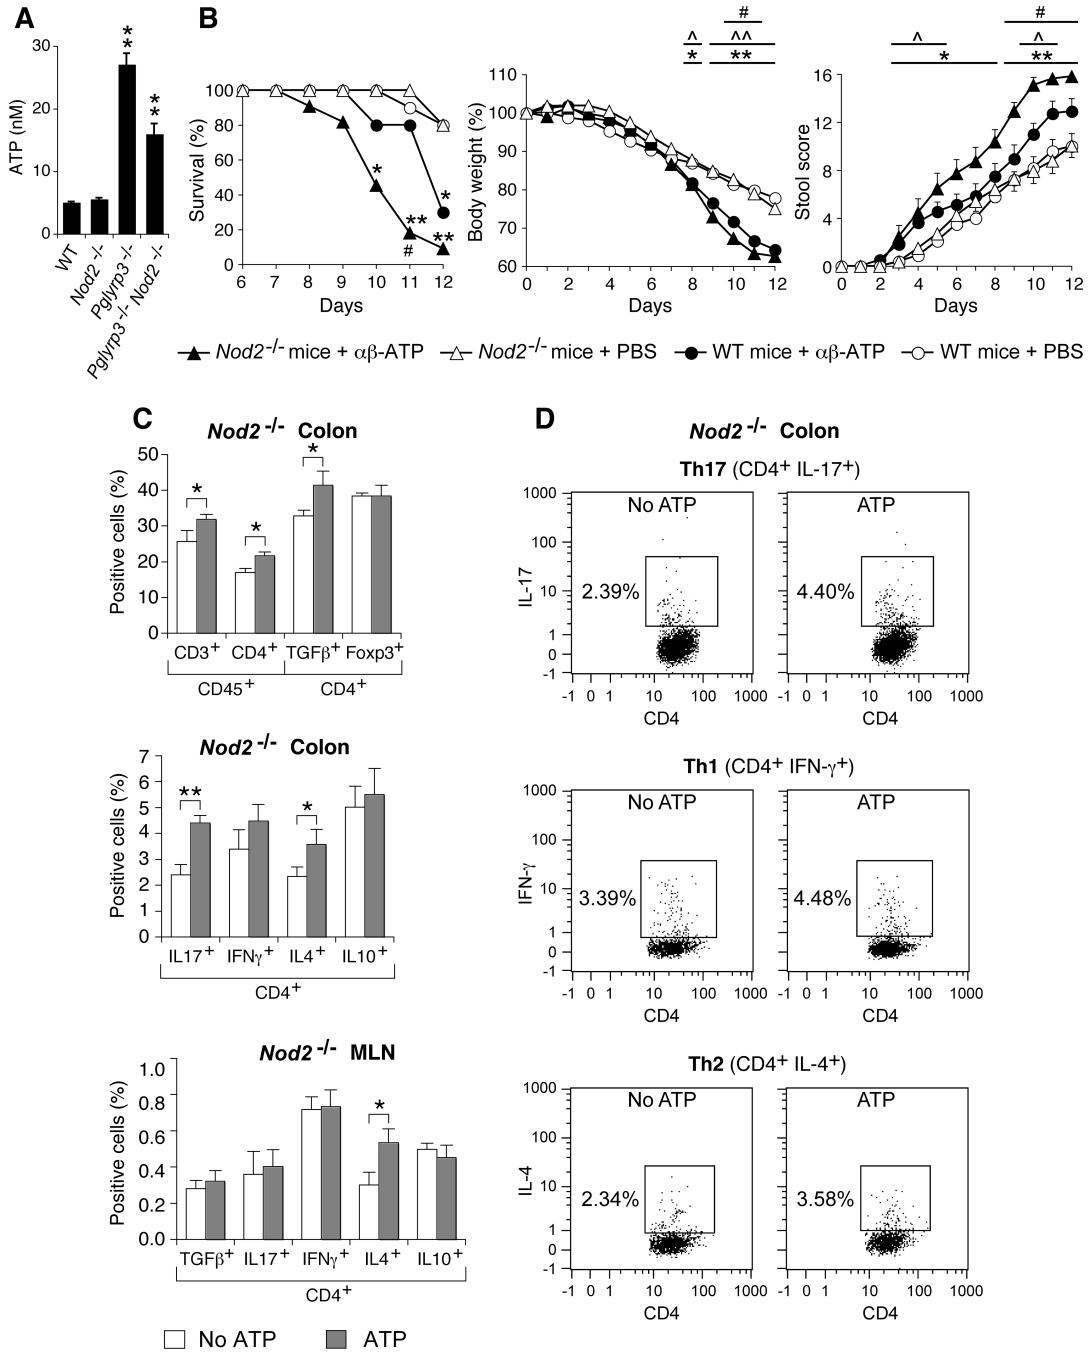 A
ATP (nM)
30
20
10
0
**
**
WT
Nod2 -/-
Pglyrp3 -/-
Pglyrp3 -/- Nod2 -/-
B
Survival (%)
100
80
60
40
20
0
*
**
#
*
**
6 7 8 9 10 11 12
Days
#
^ ^^
* **
Body weight (%)
110
100
90
80
70
60
0 2 4 6 8 10 12
Days
#
^ ^
* **
Stool score
16
12
8
4
0
0 2 4 6 8 10 12
Days
Nod2-/- mice + αβ-ATP Nod2-/- mice + PBS WT mice + αβ-ATP WT mice + PBS
C
Nod2 -/- Colon
Positive cells (%)
50
40
30
20
10
0
* * *
CD3+ CD4+ TGFβ+ Foxp3+
CD45+ CD4+
Nod2 -/- Colon
Positive cells (%)
7
6
5
4
3
2
1
0
** *
IL17+ IFNγ+ IL4+ IL10+
CD4+
Nod2 -/- MLN
Positive cells (%)
1.0
0.8
0.6
0.4
0.2
0.0
*
TGFβ+ IL17+ IFNγ+ IL4+ IL10+
CD4+
No ATP ATP
D
Nod2 -/- Colon
Th17 (CD4+ IL-17+)
No ATP ATP
IL-17
1000
100
10
1
0
-1
2.39% 4.40%
-1 0 1 10 100 1000 -1 0 1 10 100 1000
CD4 CD4
Th1 (CD4+ IFN-γ+)
No ATP ATP
IFN-γ
1000
100
10
1
0
-1
3.39% 4.48%
-1 0 1 10 100 1000 -1 0 1 10 100 1000
CD4 CD4
Th2 (CD4+ IL-4+)
No ATP ATP
IL-4
1000
100
10
1
0
-1
2.34% 3.58%
-1 0 1 10 100 1000 -1 0 1 10 100 1000
CD4 CD4